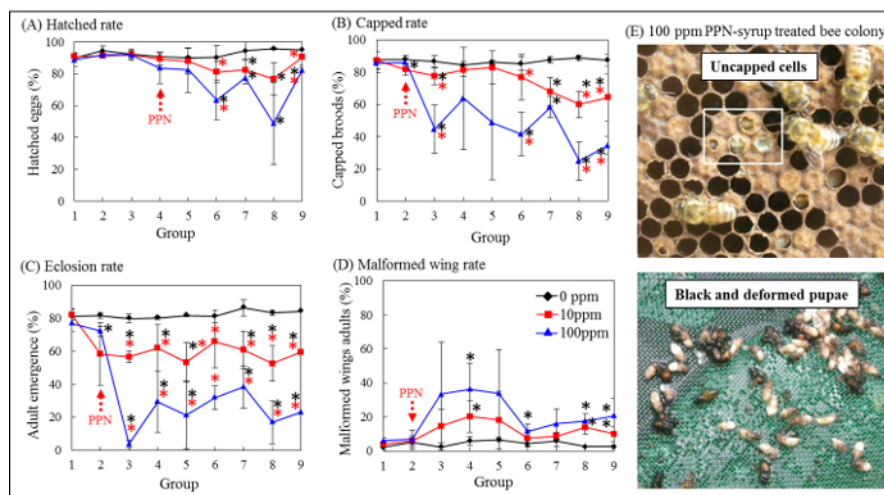 (A) Hatched rate
Hatched eggs (%)
100
80
60
40
20
0
PPN
1 2 3 4 5 6 7 8 9
Group
(B) Capped rate
Capped broods (%)
100
80
60
40
20
0
PPN
1 2 3 4 5 6 7 8 9
Group
(C) Eclosion rate
Adult emergence (%)
100
80
60
40
20
0
PPN
1 2 3 4 5 6 7 8 9
Group
(D) Malformed wing rate
Malformed wings adults (%)
100
80
60
40
20
0
0 ppm
10ppm
100ppm
PPN
1 2 3 4 5 6 7 8 9
Group
(E) 100 ppm PPN-syrup treated bee colony
Uncapped cells
Black and deformed pupae